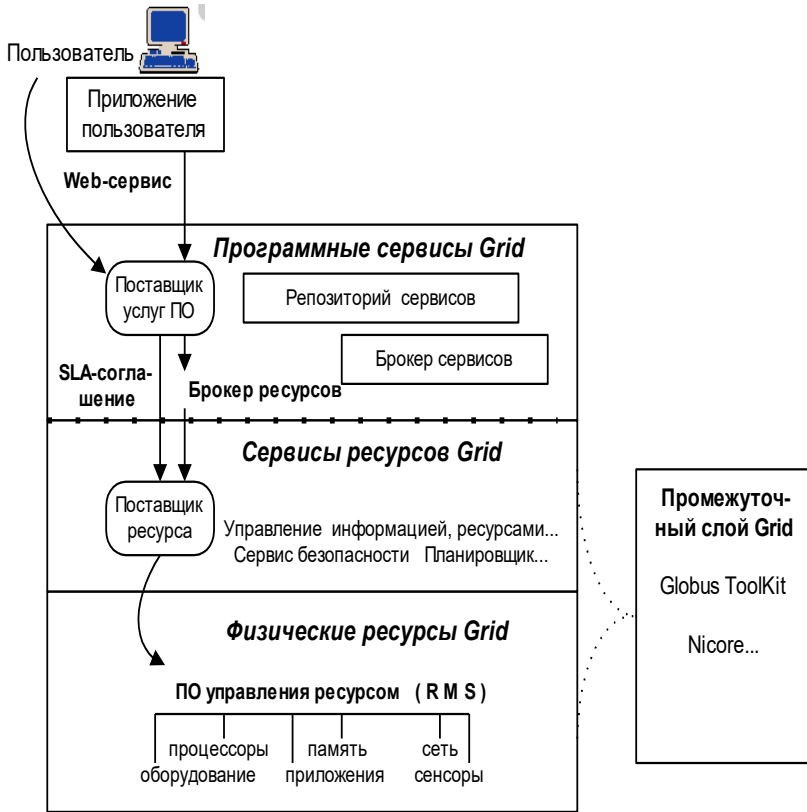 Пользователь
Приложение
пользователя
Web-сервис
Программные сервисы Grid
Поставщик
услуг ПО
Репозиторий сервисов
Брокер сервисов
SLA-согла-
шение
Брокер ресурсов
Сервисы ресурсов Grid
Поставщик
ресурса
Управление информацией, ресурсами...
Сервис безопасности Планировщик...
Промежуточ-
ный слой Grid
Globus ToolKit
Nicore...
Физические ресурсы Grid
ПО управления ресурсом ( R M S )
процессоры память сеть
оборудование приложения сенсоры